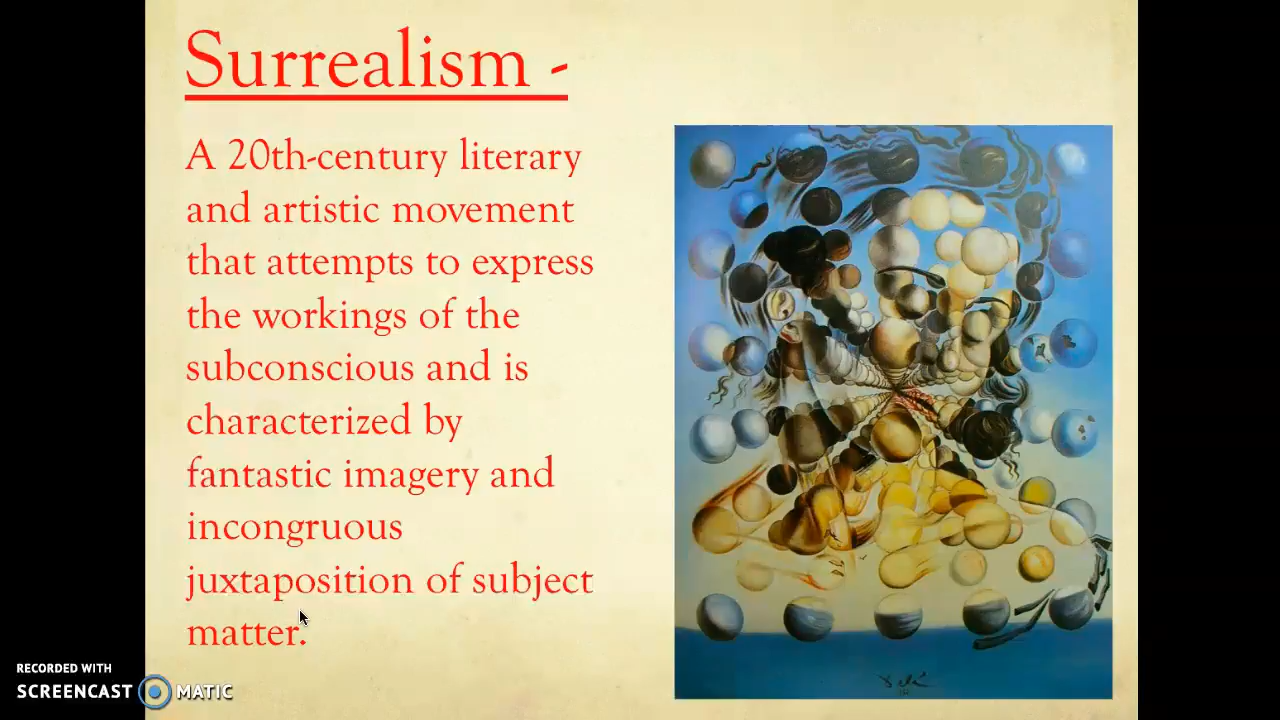 Surrealism -
A 20th-century literary
and artistic movement
that attempts to express
the workings of the
subconscious and is
characterized by
fantastic imagery and
incongruous
juxtaposition of subject
matter.
Dalí
RECORDED WITH
SCREENCAST MATIC